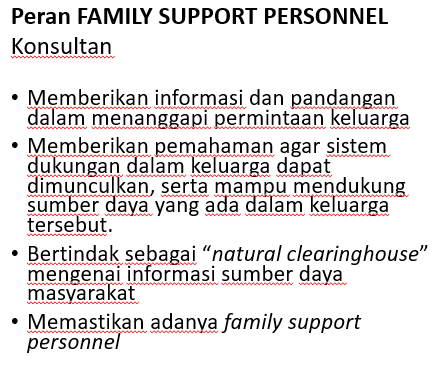 Peran FAMILY SUPPORT PERSONNEL
Konsultan
• Memberikan informasi dan pandangan
dalam menanggapi permintaan keluarga
• Memberikan pemahaman agar sistem
dukungan dalam keluarga dapat
dimunculkan, serta mampu mendukung
sumber daya yang ada dalam keluarga
tersebut.
• Bertindak sebagai “natural clearinghouse”
mengenai informasi sumber daya
masyarakat
• Memastikan adanya family support
personnel